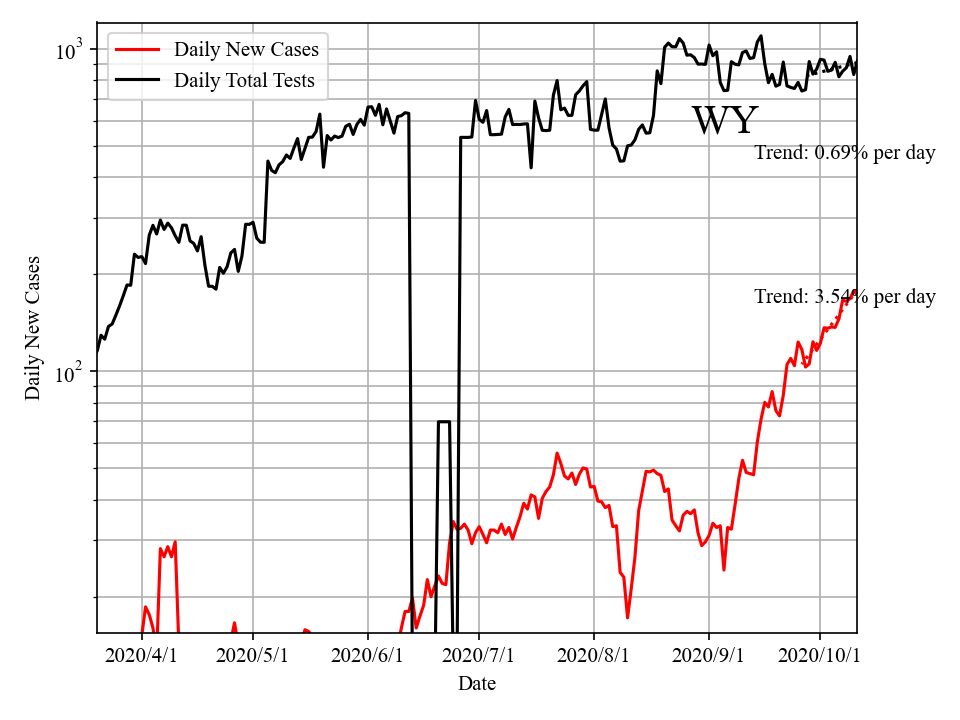 Daily New Cases
Daily Total Tests
WY
Trend: 0.69% per day
Trend: 3.54% per day
10³
10²
Daily New Cases
2020/4/1 2020/5/1 2020/6/1 2020/7/1 2020/8/1 2020/9/1 2020/10/1
Date